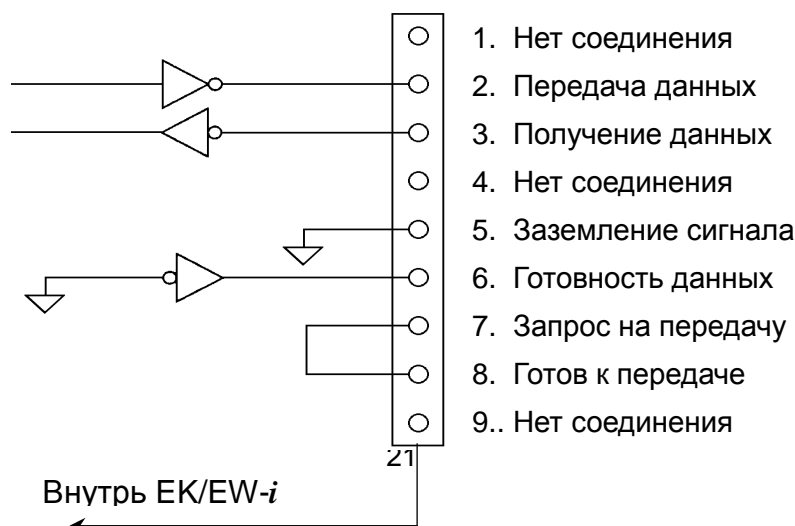 1. Нет соединения
2. Передача данных
3. Получение данных
4. Нет соединения
5. Заземление сигнала
6. Готовность данных
7. Запрос на передачу
8. Готов к передаче
9.. Нет соединения
21
Внутрь EK/EW-i